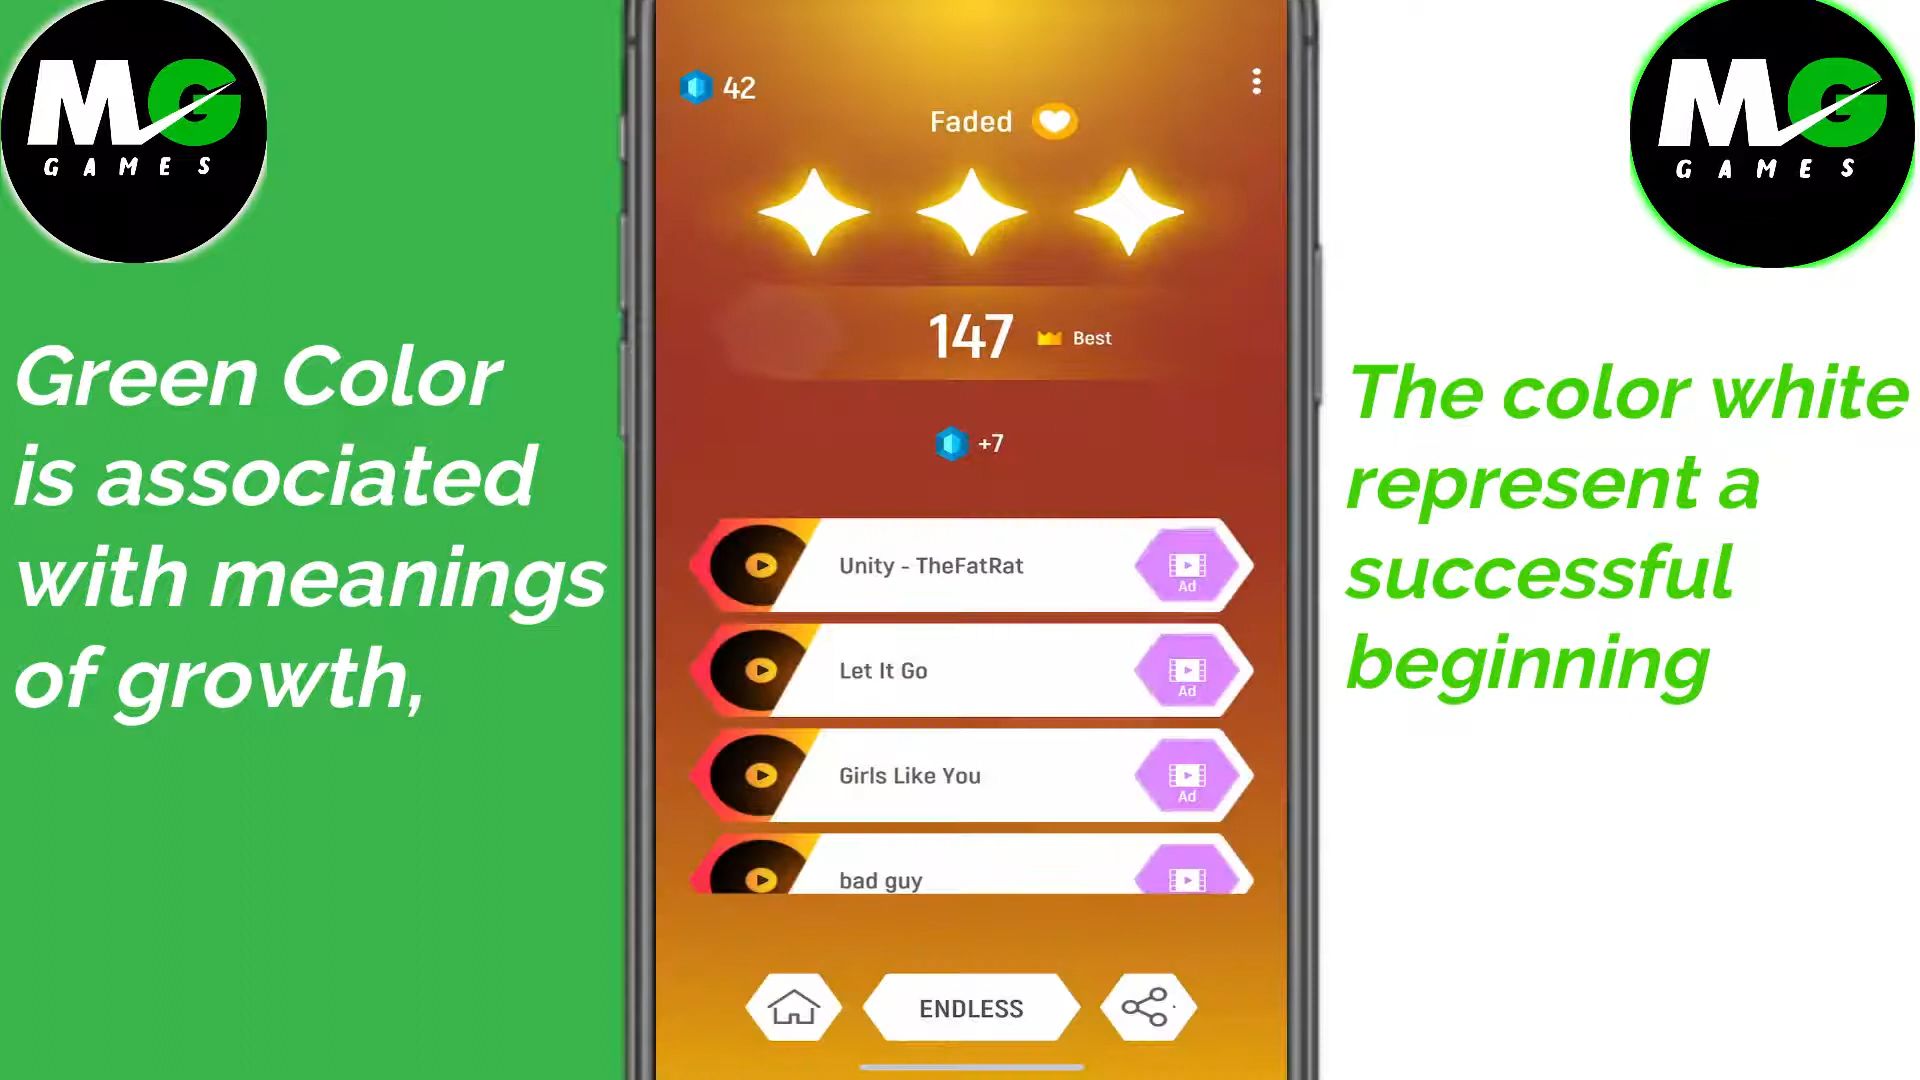 MG
GAMES
Green Color
is associated
with meanings
of growth,
42
Faded
147 Best
+7
Unity - TheFatRat
Ad
Let It Go
Ad
Girls Like You
Ad
bad guy
ENDLESS
MG
GAMES
The color white
represent a
successful
beginning